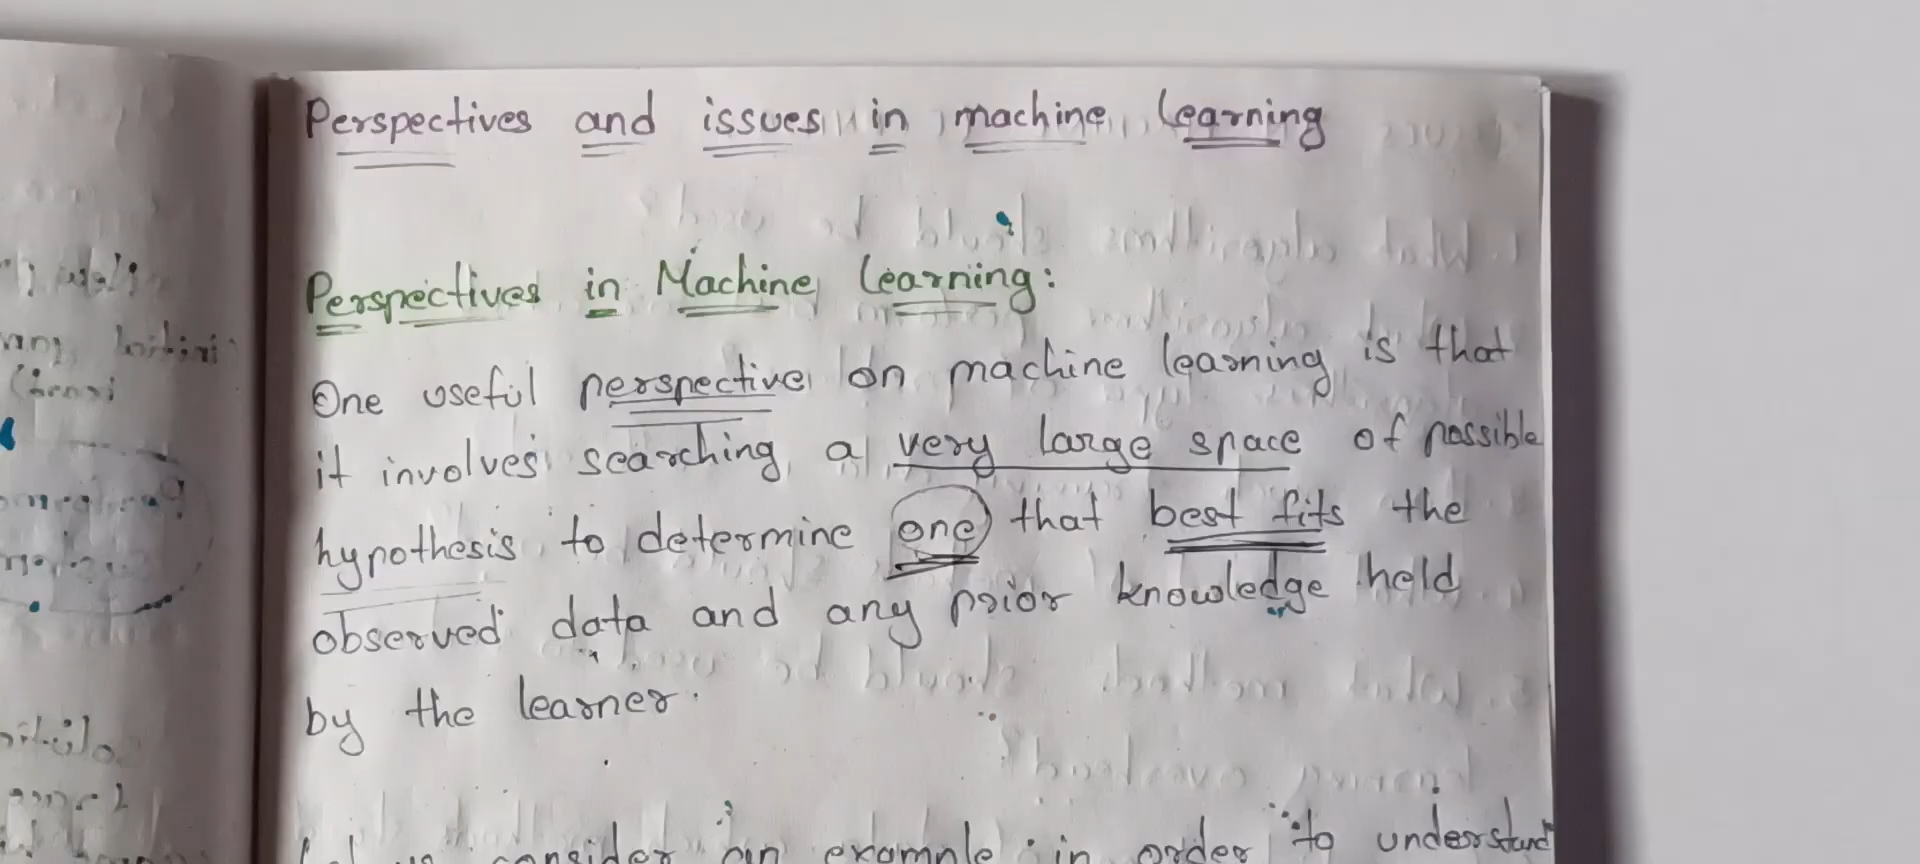 Perspectives and issues in machine learning
Perspectives in Machine Learning:
One useful perspective on machine learning is that
it involves searching a very large space of possible
hypothesis to determine one that best fits the
observed data and any prior knowledge held
by the learner.
consider an example in order to understand